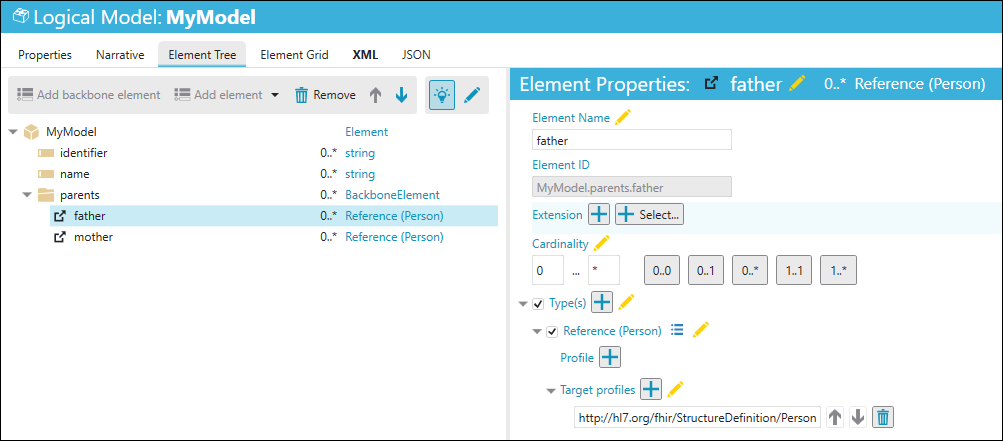 Logical Model: MyModel
Properties Narrative Element Tree Element Grid XML JSON
Add backbone element Add element Remove
MyModel Element
identifier 0..* string
name 0..* string
parents 0..* BackboneElement
father 0..* Reference (Person)
mother 0..* Reference (Person)
Element Properties: father 0..* Reference (Person)
Element Name
father
Element ID
MyModel.parents.father
Extension Select...
Cardinality
0 ... * 0..0 0..1 0..* 1..1 1..*
Type(s)
Reference (Person)
Profile
Target profiles
http://hl7.org/fhir/StructureDefinition/Person